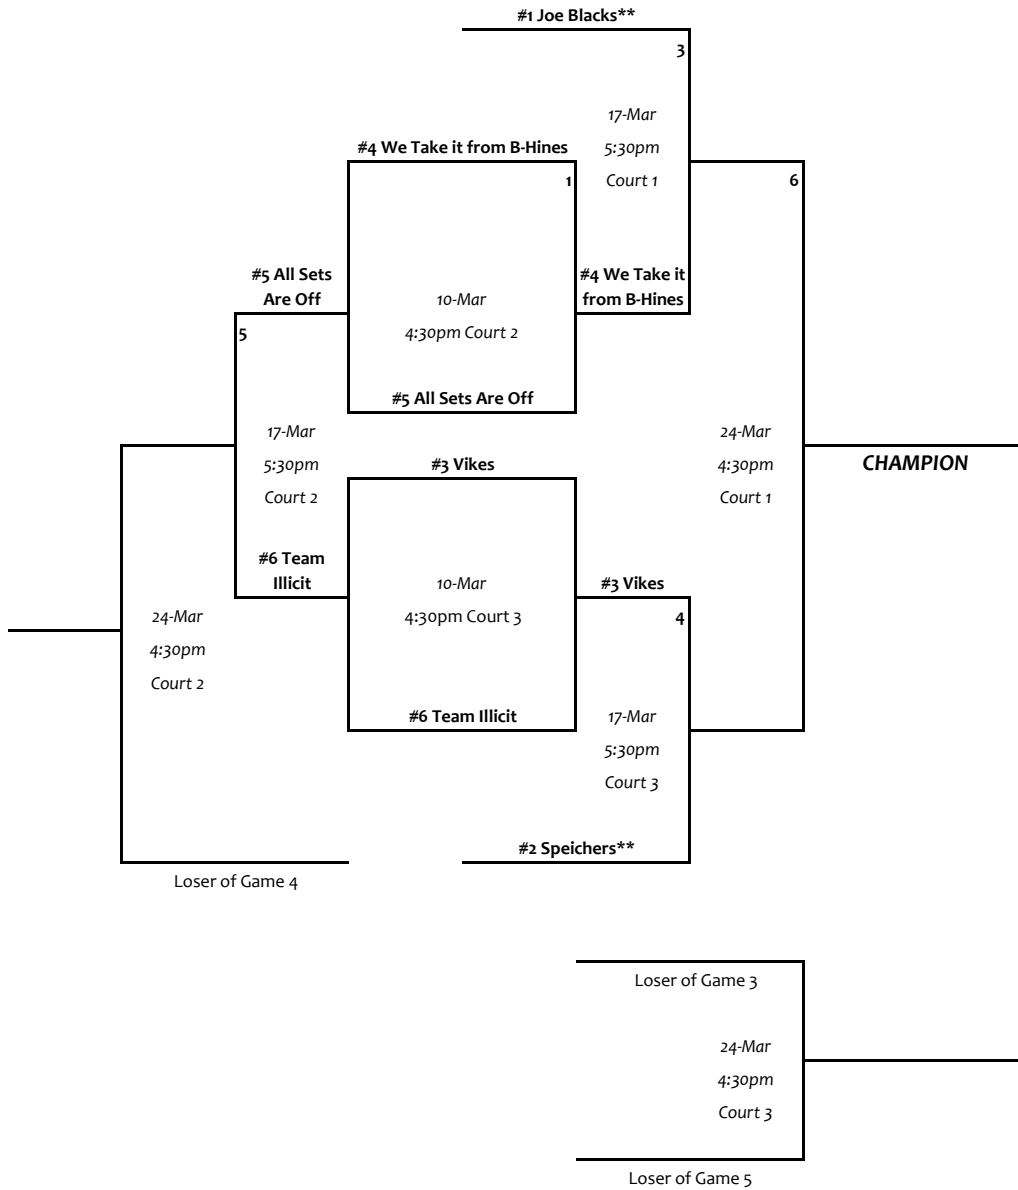 #1 Joe Blacks**
3
17-Mar
5:30pm
Court 1
#4 We Take it from B-Hines
1
6
#5 All Sets
Are Off
10-Mar
4:30pm Court 2
#4 We Take it
from B-Hines
5
#5 All Sets Are Off
17-Mar
5:30pm
Court 2
#3 Vikes
24-Mar
4:30pm
Court 1
CHAMPION
#6 Team
Illicit
10-Mar
4:30pm Court 3
#3 Vikes
4
24-Mar
4:30pm
Court 2
#6 Team Illicit
17-Mar
5:30pm
Court 3
#2 Speichers**
Loser of Game 4
Loser of Game 3
24-Mar
4:30pm
Court 3
Loser of Game 5